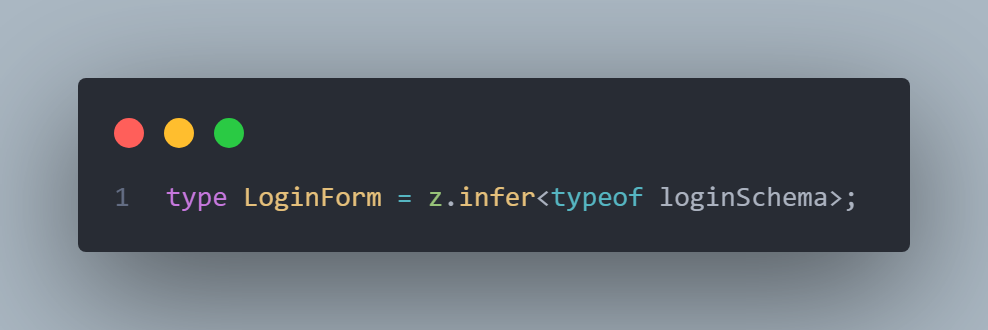 1 type LoginForm = z.infer<typeof loginSchema>;